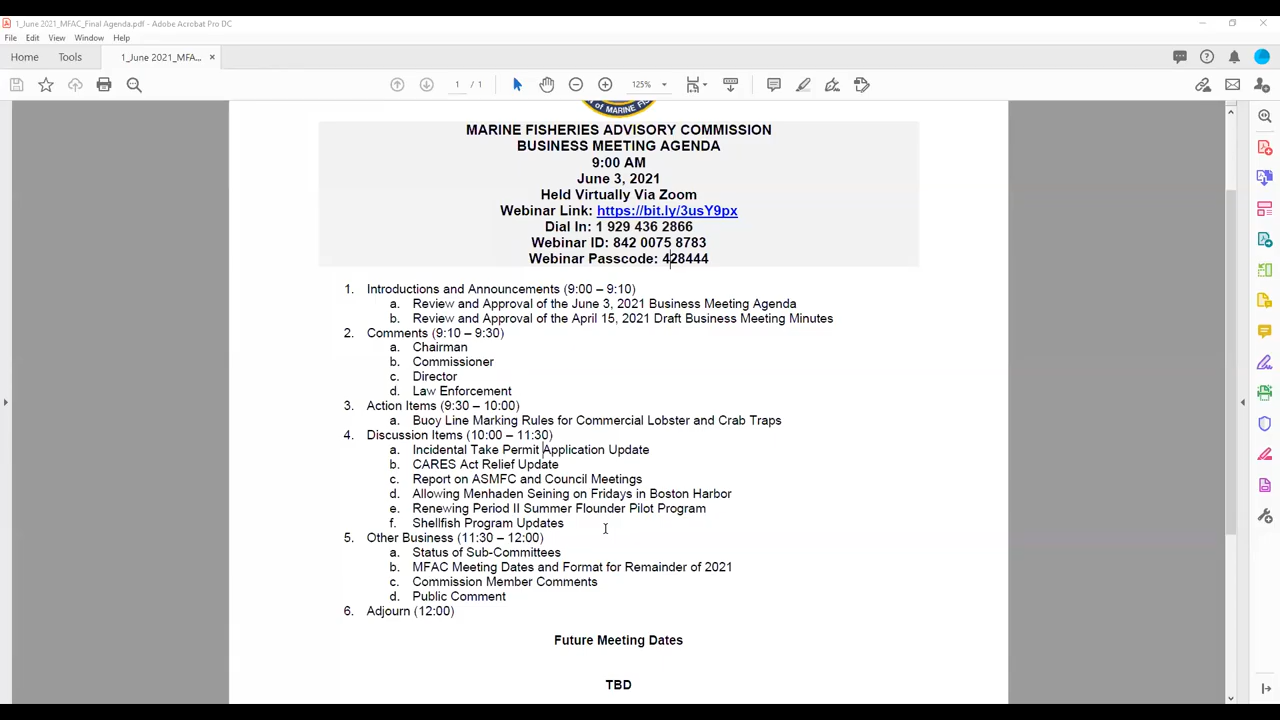 1_June 2021_MFAC_Final Agenda.pdf - Adobe Acrobat Pro DC
File Edit View Window Help
Home Tools 1_June 2021_MFA... ×
1 / 1 125%
of MARINE FIS
MARINE FISHERIES ADVISORY COMMISSION
BUSINESS MEETING AGENDA
9:00 AM
June 3, 2021
Held Virtually Via Zoom
Webinar Link: https://bit.ly/3usY9px
Dial In: 1 929 436 2866
Webinar ID: 842 0075 8783
Webinar Passcode: 428444
1. Introductions and Announcements (9:00 – 9:10)
a. Review and Approval of the June 3, 2021 Business Meeting Agenda
b. Review and Approval of the April 15, 2021 Draft Business Meeting Minutes
2. Comments (9:10 – 9:30)
a. Chairman
b. Commissioner
c. Director
d. Law Enforcement
3. Action Items (9:30 – 10:00)
a. Buoy Line Marking Rules for Commercial Lobster and Crab Traps
4. Discussion Items (10:00 – 11:30)
a. Incidental Take Permit Application Update
b. CARES Act Relief Update
c. Report on ASMFC and Council Meetings
d. Allowing Menhaden Seining on Fridays in Boston Harbor
e. Renewing Period II Summer Flounder Pilot Program
f. Shellfish Program Updates
5. Other Business (11:30 – 12:00)
a. Status of Sub-Committees
b. MFAC Meeting Dates and Format for Remainder of 2021
c. Commission Member Comments
d. Public Comment
6. Adjourn (12:00)
Future Meeting Dates
TBD